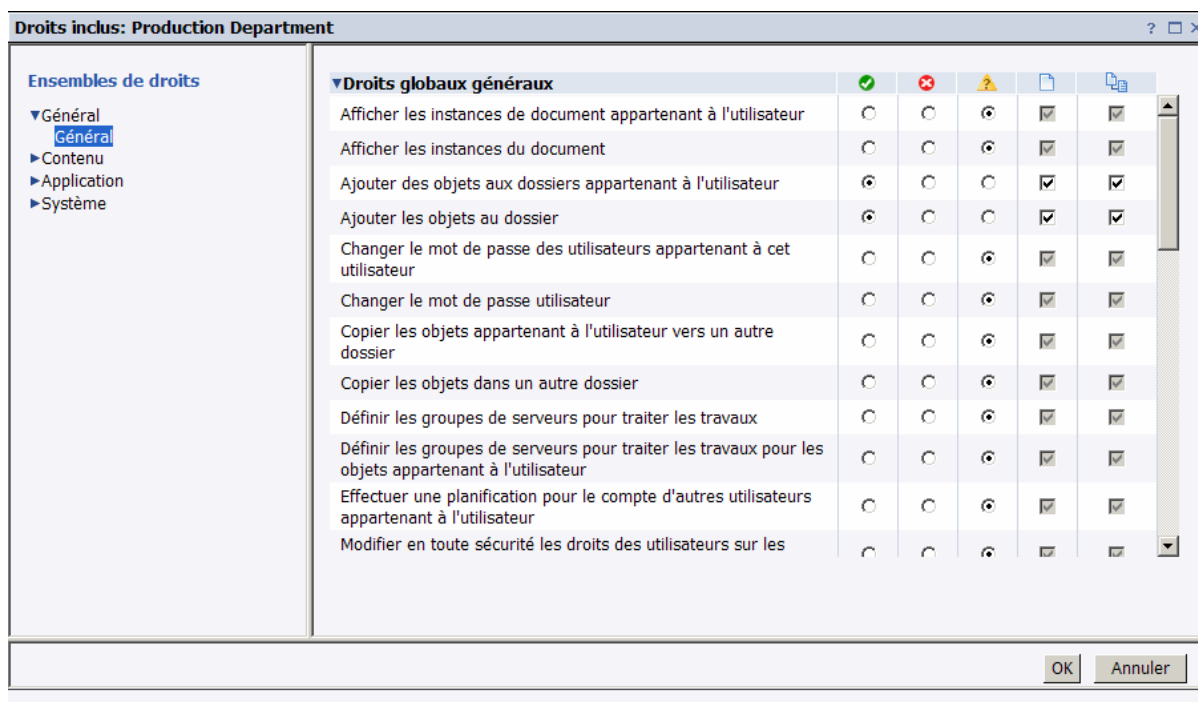 Droits inclus: Production Department
Ensembles de droits
Général
Général
Contenu
Application
Système
Droits globaux généraux
Afficher les instances de document appartenant à l'utilisateur
Afficher les instances du document
Ajouter des objets aux dossiers appartenant à l'utilisateur
Ajouter les objets au dossier
Changer le mot de passe des utilisateurs appartenant à cet
utilisateur
Changer le mot de passe utilisateur
Copier les objets appartenant à l'utilisateur vers un autre
dossier
Copier les objets dans un autre dossier
Définir les groupes de serveurs pour traiter les travaux
Définir les groupes de serveurs pour traiter les travaux pour les
objets appartenant à l'utilisateur
Effectuer une planification pour le compte d'autres utilisateurs
appartenant à l'utilisateur
Modifier en toute sécurité les droits des utilisateurs sur les
OK Annuler